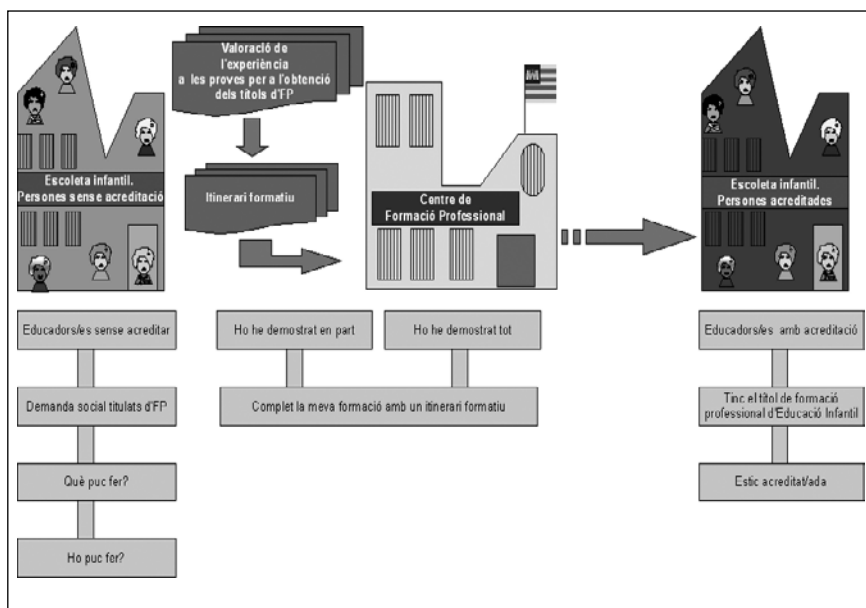 Valoració de
l'experiència
a les proves per a l'obtenció
dels títols d'FP
Escoleta infantil.
Persones sense acreditació
Itinerari formatiu
Centre de
Formació Professional
Escoleta infantil.
Persones acreditades
Educadors/es sense acreditar
Demanda social titulats d'FP
Què puc fer?
Ho puc fer?
Ho he demostrat en part
Ho he demostrat tot
Complet la meva formació amb un itinerari formatiu
Educadors/es amb acreditació
Tinc el títol de formació
professional d'Educació Infantil
Estic acreditat/ada